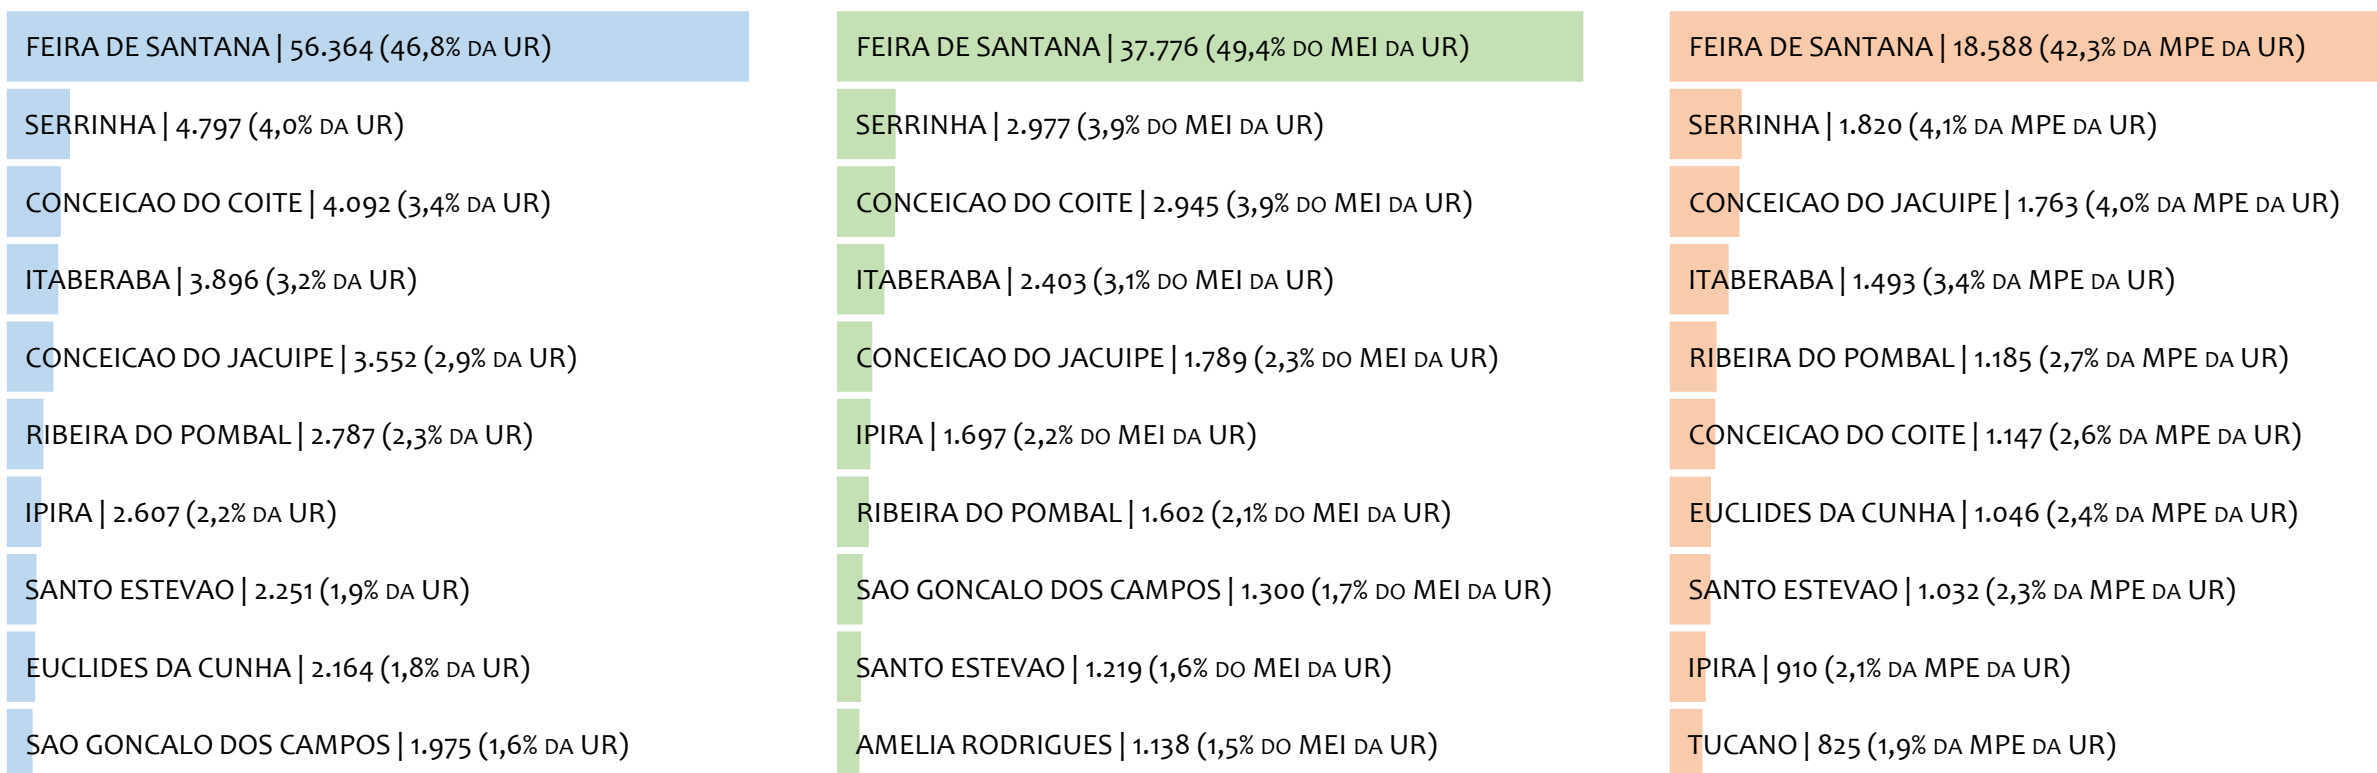 FEIRA DE SANTANA | 56.364 (46,8% DA UR)
SERRINHA | 4.797 (4,0% DA UR)
CONCEICAO DO COITE | 4.092 (3,4% DA UR)
ITABERABA | 3.896 (3,2% DA UR)
CONCEICAO DO JACUIPE | 3.552 (2,9% DA UR)
RIBEIRA DO POMBAL | 2.787 (2,3% DA UR)
IPIRA | 2.607 (2,2% DA UR)
SANTO ESTEVAO | 2.251 (1,9% DA UR)
EUCLIDES DA CUNHA | 2.164 (1,8% DA UR)
SAO GONCALO DOS CAMPOS | 1.975 (1,6% DA UR)
FEIRA DE SANTANA | 37.776 (49,4% DO MEI DA UR)
SERRINHA | 2.977 (3,9% DO MEI DA UR)
CONCEICAO DO COITE | 2.945 (3,9% DO MEI DA UR)
ITABERABA | 2.403 (3,1% DO MEI DA UR)
CONCEICAO DO JACUIPE | 1.789 (2,3% DO MEI DA UR)
IPIRA | 1.697 (2,2% DO MEI DA UR)
RIBEIRA DO POMBAL | 1.602 (2,1% DO MEI DA UR)
SAO GONCALO DOS CAMPOS | 1.300 (1,7% DO MEI DA UR)
SANTO ESTEVAO | 1.219 (1,6% DO MEI DA UR)
AMELIA RODRIGUES | 1.138 (1,5% DO MEI DA UR)
FEIRA DE SANTANA | 18.588 (42,3% DA MPE DA UR)
SERRINHA | 1.820 (4,1% DA MPE DA UR)
CONCEICAO DO JACUIPE | 1.763 (4,0% DA MPE DA UR)
ITABERABA | 1.493 (3,4% DA MPE DA UR)
RIBEIRA DO POMBAL | 1.185 (2,7% DA MPE DA UR)
CONCEICAO DO COITE | 1.147 (2,6% DA MPE DA UR)
EUCLIDES DA CUNHA | 1.046 (2,4% DA MPE DA UR)
SANTO ESTEVAO | 1.032 (2,3% DA MPE DA UR)
IPIRA | 910 (2,1% DA MPE DA UR)
TUCANO | 825 (1,9% DA MPE DA UR)